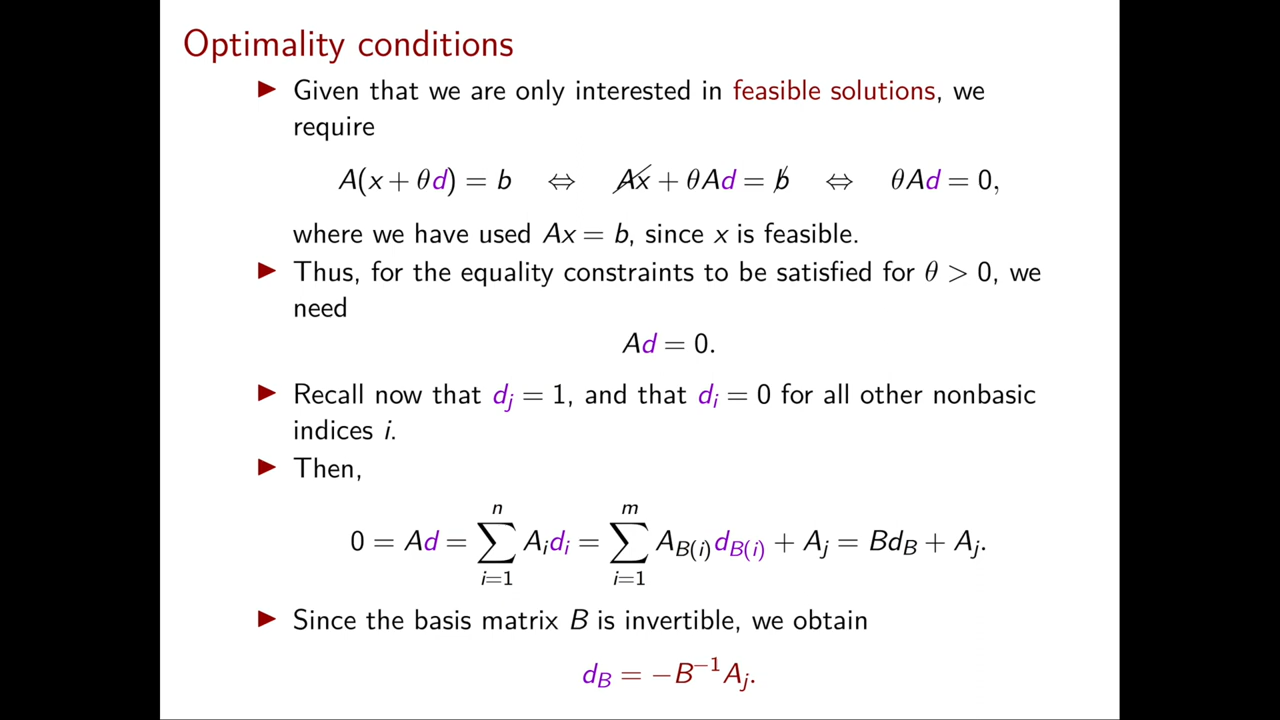 Optimality conditions
▶ Given that we are only interested in feasible solutions, we
require
A(x + θd) = b ⇔ Ax + θAd = b ⇔ θAd = 0,
where we have used Ax = b, since x is feasible.
▶ Thus, for the equality constraints to be satisfied for θ > 0, we
need
Ad = 0.
▶ Recall now that d_j = 1, and that d_i = 0 for all other nonbasic
indices i.
▶ Then,
0 = Ad = ∑_{i=1}^{n} A_i d_i = ∑_{i=1}^{m} A_{B(i)} d_{B(i)} + A_j = Bd_B + A_j.
▶ Since the basis matrix B is invertible, we obtain
d_B = −B^{−1}A_j.